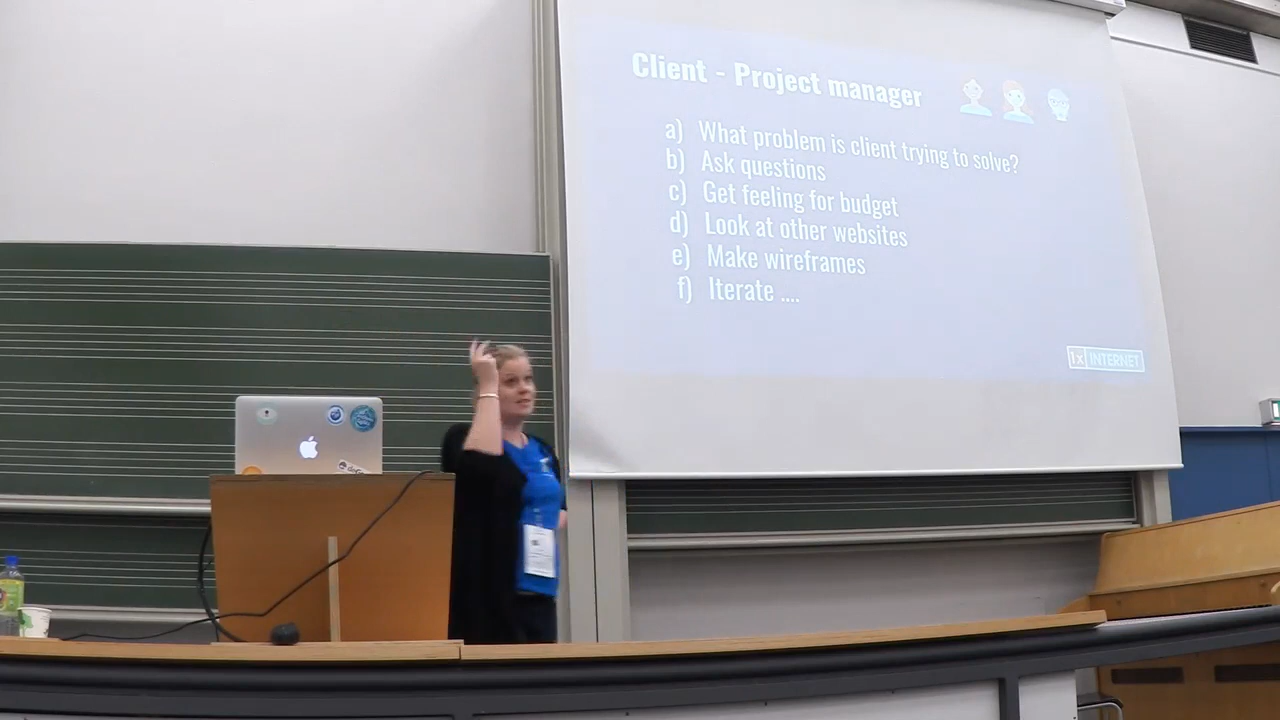 Client - Project manager
a) What problem is client trying to solve?
b) Ask questions
c) Get feeling for budget
d) Look at other websites
e) Make wireframes
f) Iterate ....
1x INTERNET